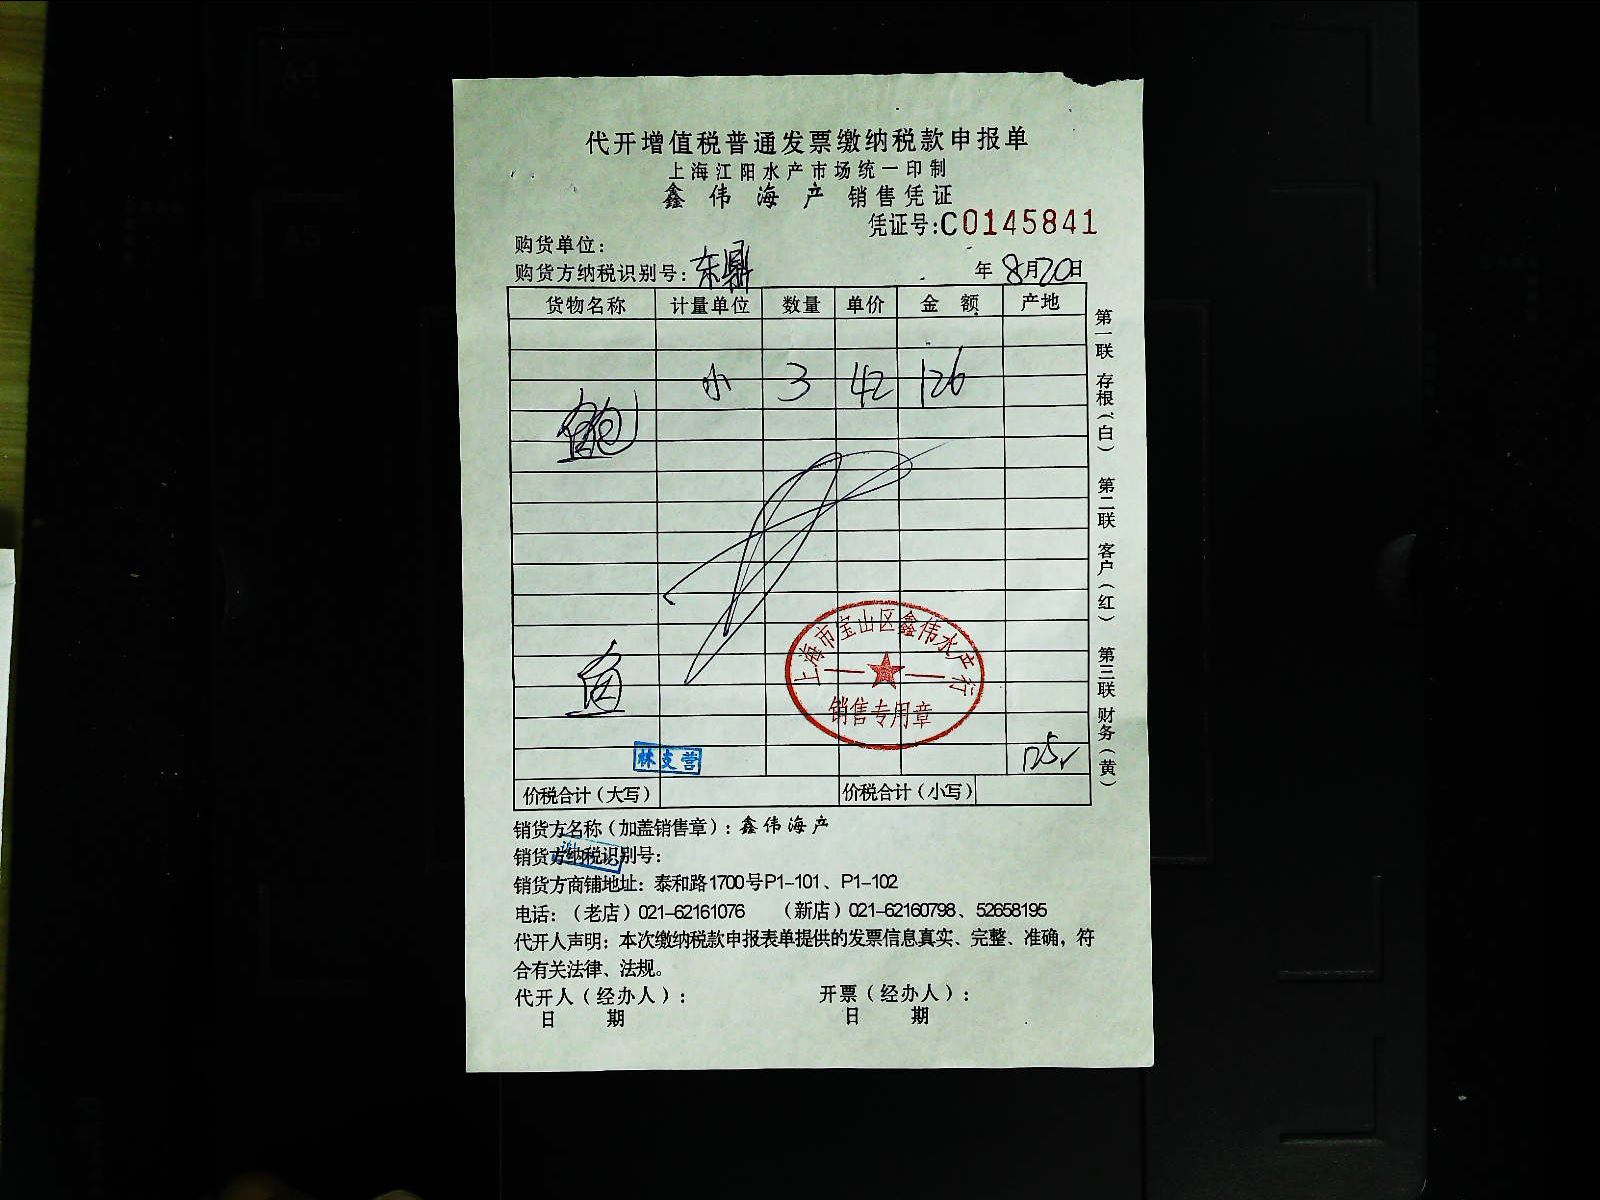 代开增值税普通发票缴纳税款申报单
上海江阳水产市场统一印制
鑫伟海产 销售凭证
凭证号:C0145841
购货单位:
购货方纳税识别号: 东鼎 年 8月20日
货物名称 计量单位 数量 单价 金额 产地
小 3 42 126
鲍
鱼
上海市宝山区鑫伟水产行
销售专用章
林支营
价税合计(大写) 价税合计(小写)
第一联 存根(白) 第二联 客户(红) 第三联 财务(黄)
销货方名称(加盖销售章): 鑫伟海产
销货方纳税识别号:
销货方商铺地址: 泰和路1700号P1-101、P1-102
电话: (老店)021-62161076 (新店)021-62160798、52658195
代开人声明: 本次缴纳税款申报表单提供的发票信息真实、完整、准确, 符
合有关法律、法规。
代开人(经办人): 开票(经办人):
日 期 日 期